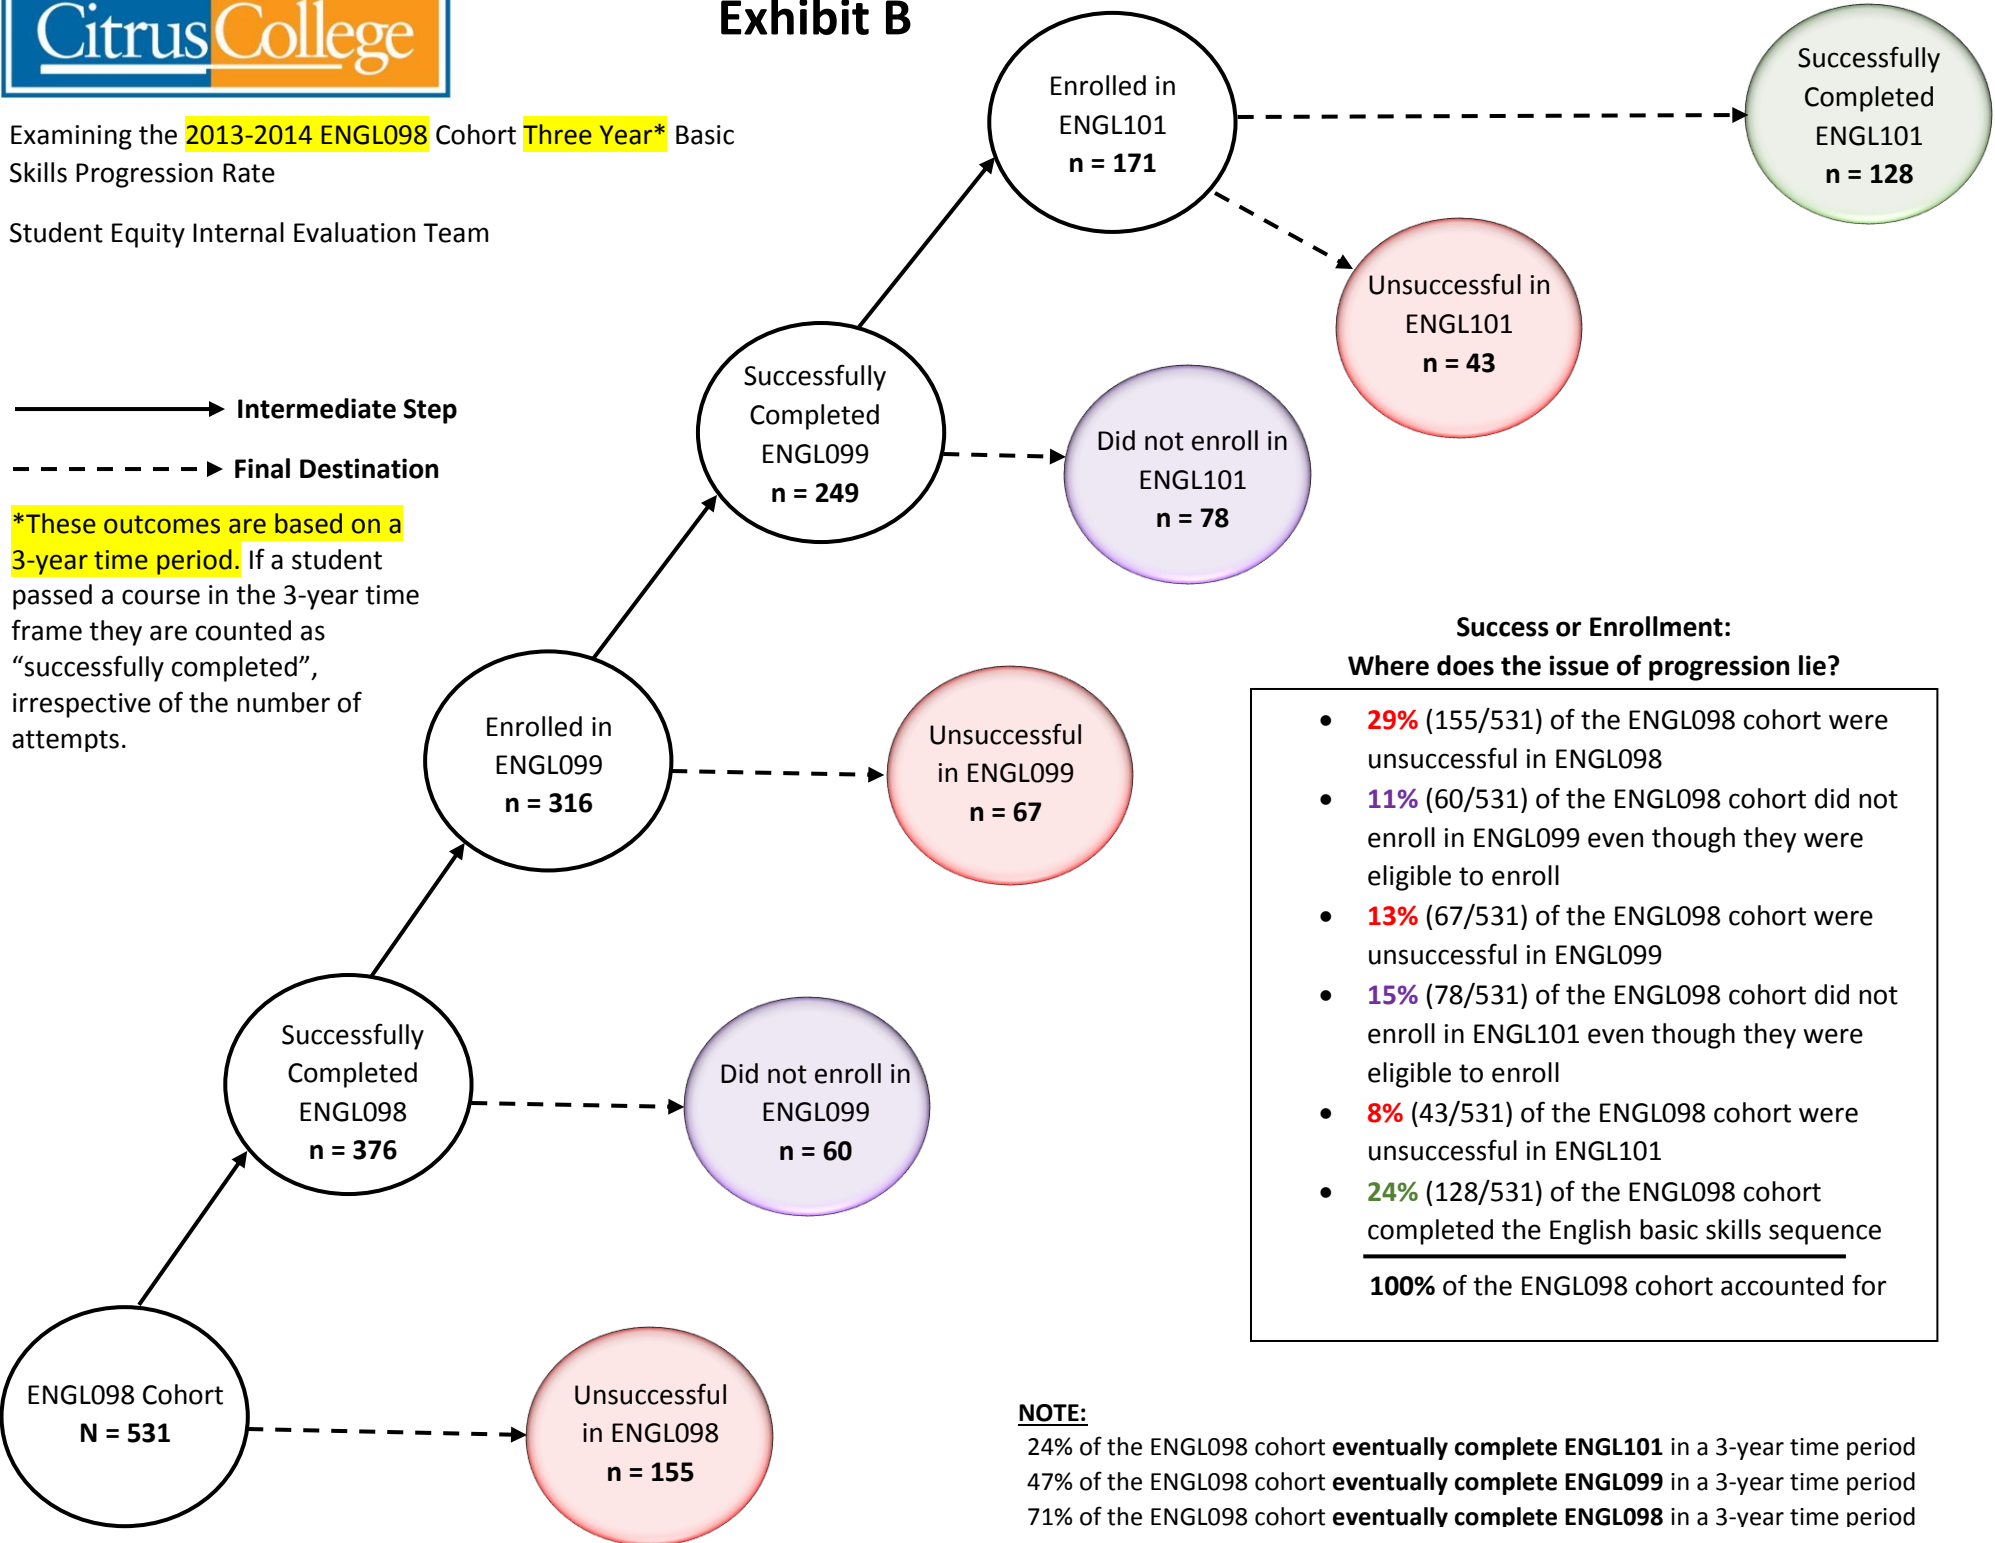 Citrus College
Exhibit B
Examining the 2013-2014 ENGL098 Cohort Three Year* Basic
Skills Progression Rate
Student Equity Internal Evaluation Team
Intermediate Step
Final Destination
*These outcomes are based on a
3-year time period. If a student
passed a course in the 3-year time
frame they are counted as
“successfully completed”,
irrespective of the number of
attempts.
Enrolled in
ENGL101
n = 171
Successfully
Completed
ENGL101
n = 128
Unsuccessful in
ENGL101
n = 43
Successfully
Completed
ENGL099
n = 249
Did not enroll in
ENGL101
n = 78
Enrolled in
ENGL099
n = 316
Unsuccessful
in ENGL099
n = 67
Successfully
Completed
ENGL098
n = 376
Did not enroll in
ENGL099
n = 60
ENGL098 Cohort
N = 531
Unsuccessful
in ENGL098
n = 155
Success or Enrollment:
Where does the issue of progression lie?
• 29% (155/531) of the ENGL098 cohort were
unsuccessful in ENGL098
• 11% (60/531) of the ENGL098 cohort did not
enroll in ENGL099 even though they were
eligible to enroll
• 13% (67/531) of the ENGL098 cohort were
unsuccessful in ENGL099
• 15% (78/531) of the ENGL098 cohort did not
enroll in ENGL101 even though they were
eligible to enroll
• 8% (43/531) of the ENGL098 cohort were
unsuccessful in ENGL101
• 24% (128/531) of the ENGL098 cohort
completed the English basic skills sequence
100% of the ENGL098 cohort accounted for
NOTE:
24% of the ENGL098 cohort eventually complete ENGL101 in a 3-year time period
47% of the ENGL098 cohort eventually complete ENGL099 in a 3-year time period
71% of the ENGL098 cohort eventually complete ENGL098 in a 3-year time period